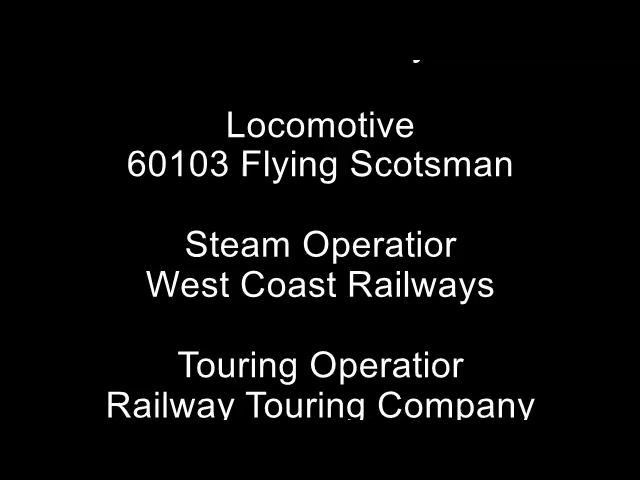 Locomotive
60103 Flying Scotsman
Steam Operatior
West Coast Railways
Touring Operatior
Railway Touring Company